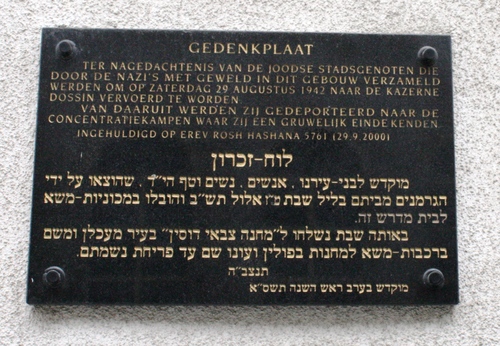 GEDENKPLAAT
TER NAGEDACHTENIS VAN DE JOODSE STADSGENOTEN DIE
DOOR DE NAZI'S MET GEWELD IN DIT GEBOUW VERZAMELD
WERDEN OM OP ZATERDAG 29 AUGUSTUS 1942 NAAR DE KAZERNE
DOSSIN VERVOERD TE WORDEN
VAN DAARUIT WERDEN ZIJ GEDEPORTEERD NAAR DE
CONCENTRATIEKAMPEN WAAR ZIJ EEN GRUWELIJK EINDE KENDEN
INGEHULDIGD OP EREV ROSH HASHANA 5761 (29.9.2000)
לוח-זכרון
מוקדש לבני-עירנו, אנשים, נשים וטף הי"ד, שהוצאו על ידי
הגרמנים מביתם בליל שבת ט"ז אלול תש"ב והובלו במכוניות-משא
לבית מדרש זה.
באותה שבת נשלחו ל"מחנה צבאי דוסין" בעיר מעכלן ומשם
ברכבות-משא למחנות בפולין ועונו שם עד פריחת נשמתם.
תנצב"ה
מוקדש בערב ראש השנה תשס"א